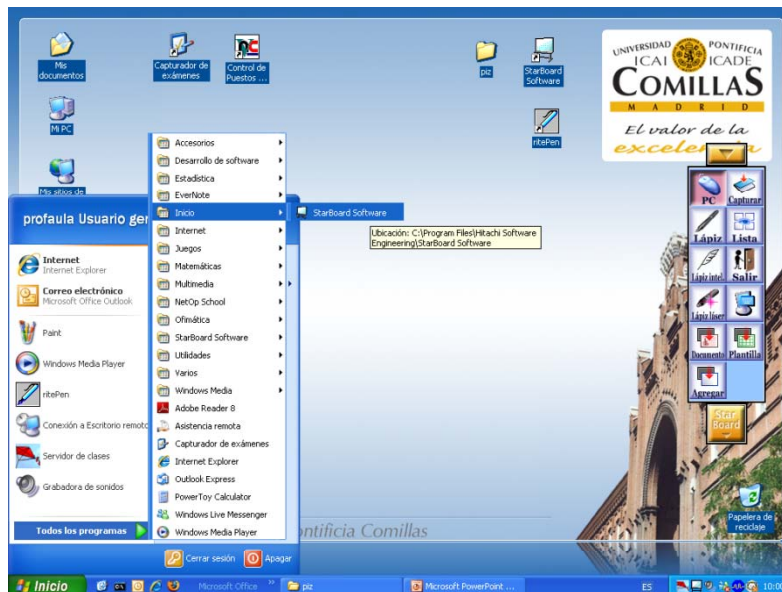 Mis
documentos
Capturador de
exámenes
Control de
Puestos ...
piz
StarBoard
Software
UNIVERSIDAD PONTIFICIA
ICAI ICADE
COMILLAS
MADRID
El valor de la
excelencia
Mi PC
ritePen
Mis sitios de
profaula Usuario ger
Internet
Internet Explorer
Correo electrónico
Microsoft Office Outlook
Paint
Windows Media Player
ritePen
Conexión a Escritorio remoto
Servidor de clases
Grabadora de sonidos
Todos los programas
Accesorios
Desarrollo de software
Estadística
EverNote
Inicio
Internet
Juegos
Matemáticas
Multimedia
NetOp School
Ofimática
StarBoard Software
Utilidades
Varios
Windows Media
Adobe Reader 8
Asistencia remota
Capturador de exámenes
Internet Explorer
Outlook Express
PowerToy Calculator
Windows Live Messenger
Windows Media Player
StarBoard Software
Ubicación: C:\Program Files\Hitachi Software
Engineering\StarBoard Software
PC Capturar
Lápiz Lista
Lápiz intel. Salir
Lápiz láser
Documento Plantilla
Agregar
Star
Board
Papelera de
reciclaje
ontificia Comillas
Cerrar sesión Apagar
Inicio Microsoft Office » piz Microsoft PowerPoint ... ES 10:00